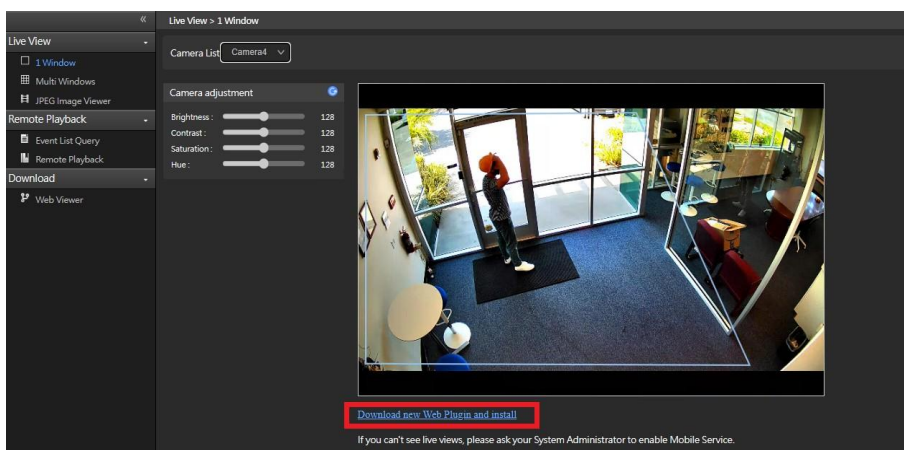 «
Live View > 1 Window
Live View
1 Window
Multi Windows
JPEG Image Viewer
Remote Playback
Event List Query
Remote Playback
Download
Web Viewer
Camera List Camera4
Camera adjustment
Brightness : 128
Contrast : 128
Saturation : 128
Hue : 128
Download new Web Plugin and install
If you can't see live views, please ask your System Administrator to enable Mobile Service.